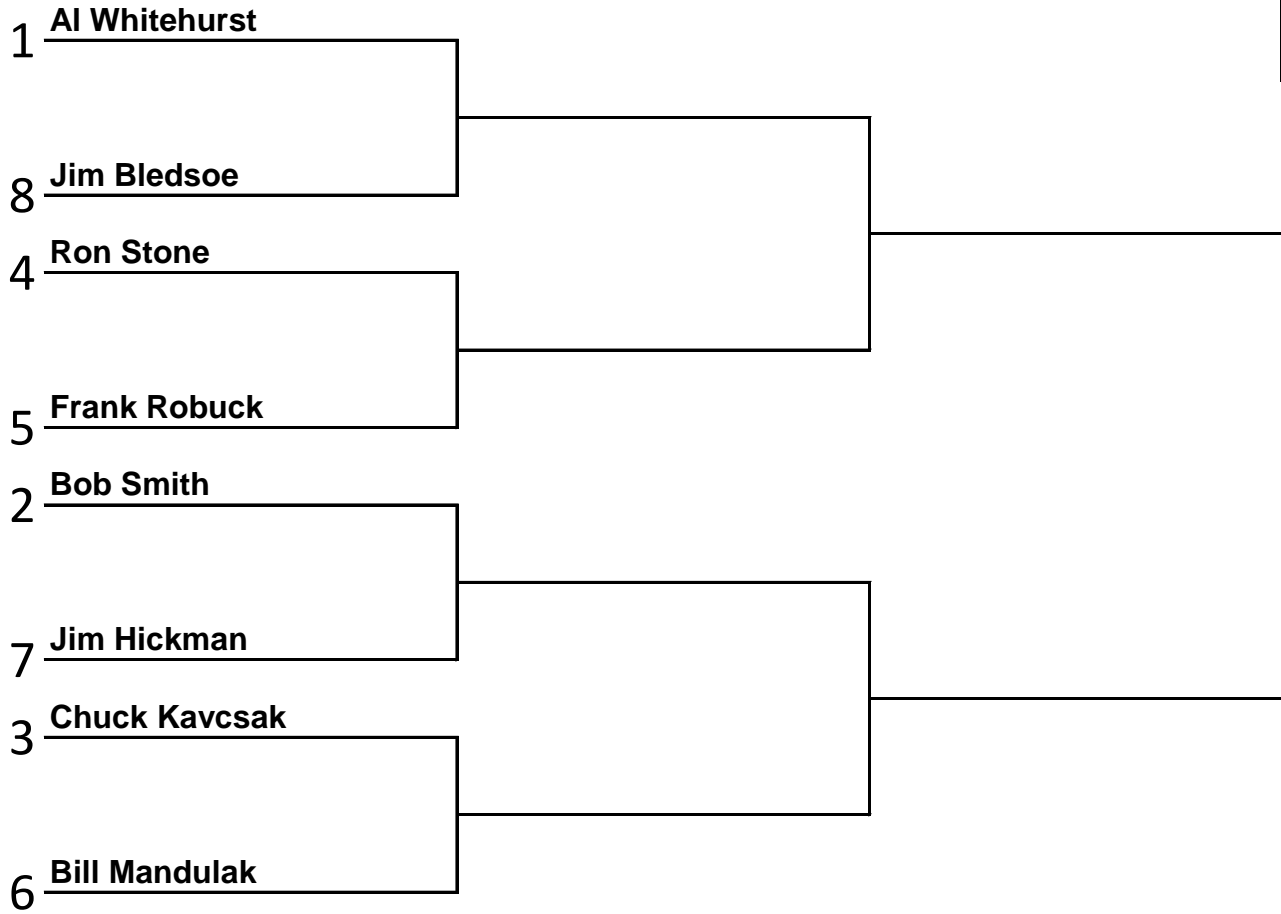 1 Al Whitehurst
8 Jim Bledsoe
4 Ron Stone
5 Frank Robuck
2 Bob Smith
7 Jim Hickman
3 Chuck Kavcsak
6 Bill Mandulak